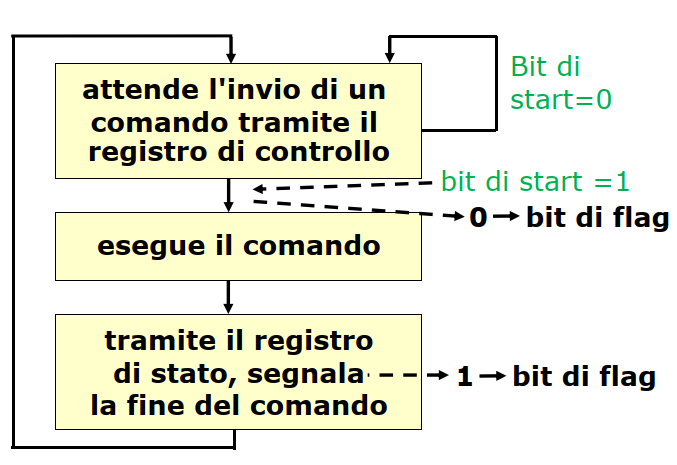 attende l'invio di un
comando tramite il
registro di controllo
Bit di
start=0
bit di start =1
0 bit di flag
esegue il comando
tramite il registro
di stato, segnala
la fine del comando
1 bit di flag